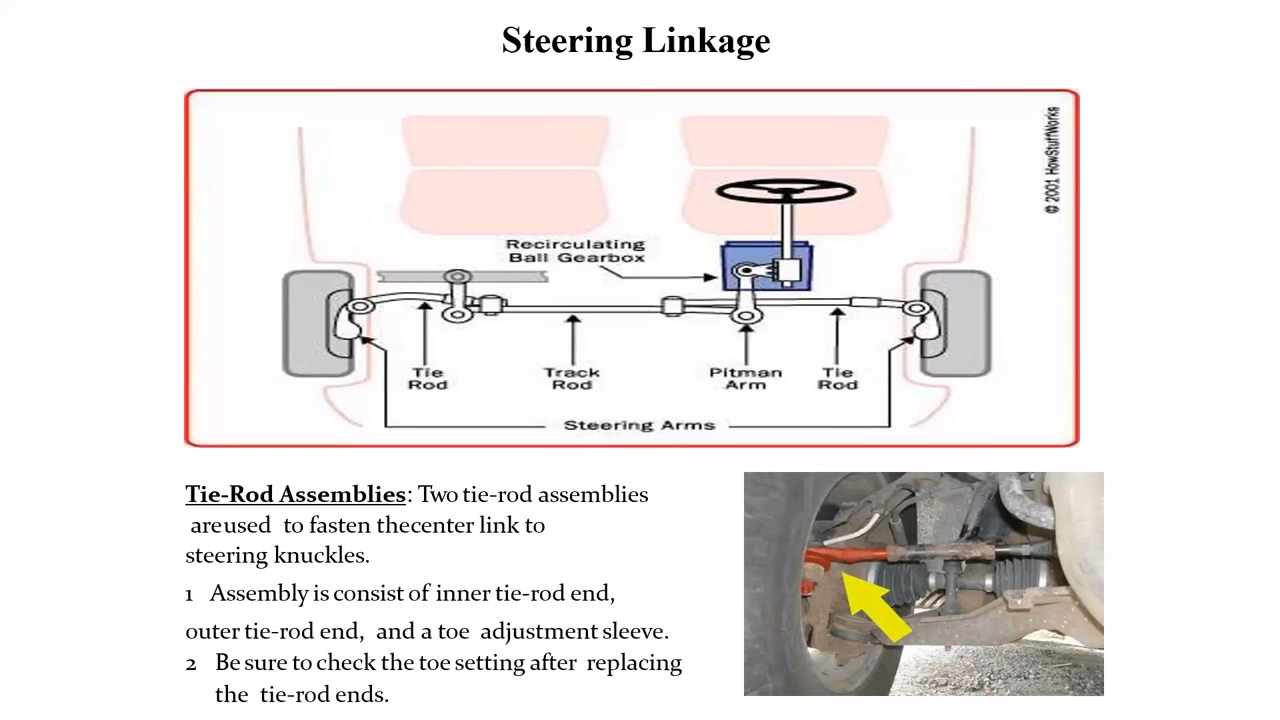 Steering Linkage
© 2001 HowStuffWorks
Recirculating
Ball Gearbox
Tie
Rod
Track
Rod
Pitman
Arm
Tie
Rod
Steering Arms
Tie-Rod Assemblies: Two tie-rod assemblies
areused to fasten thecenter link to
steering knuckles.
1 Assembly is consist of inner tie-rod end,
outer tie-rod end, and a toe adjustment sleeve.
2 Be sure to check the toe setting after replacing
the tie-rod ends.